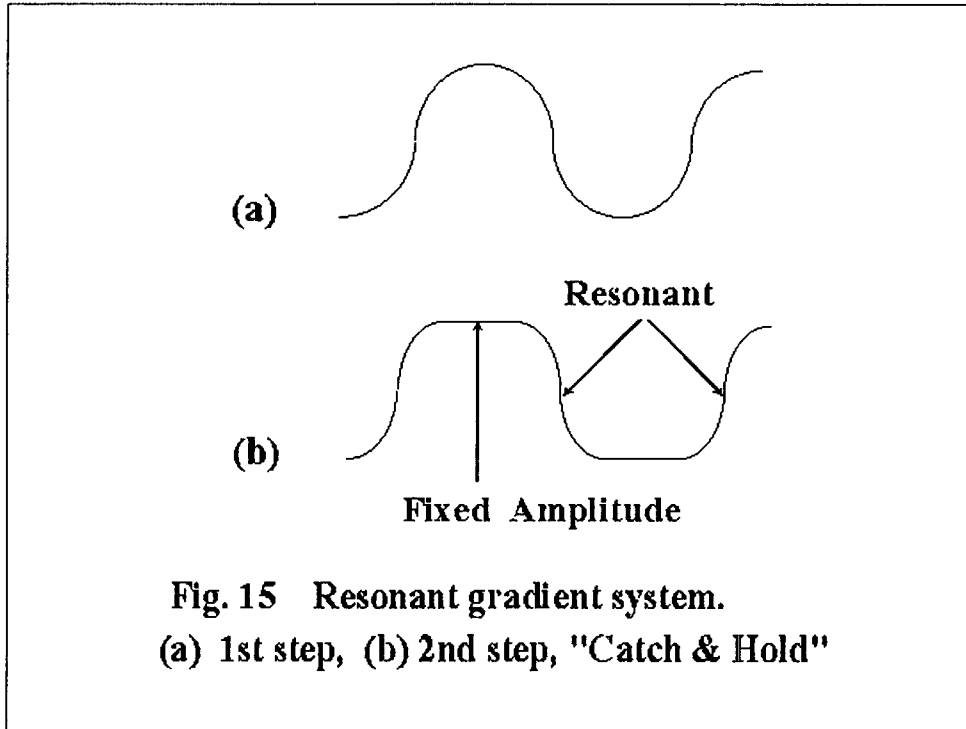 (a)
Resonant
(b)
Fixed Amplitude
Fig. 15 Resonant gradient system.
(a) 1st step, (b) 2nd step, "Catch & Hold"